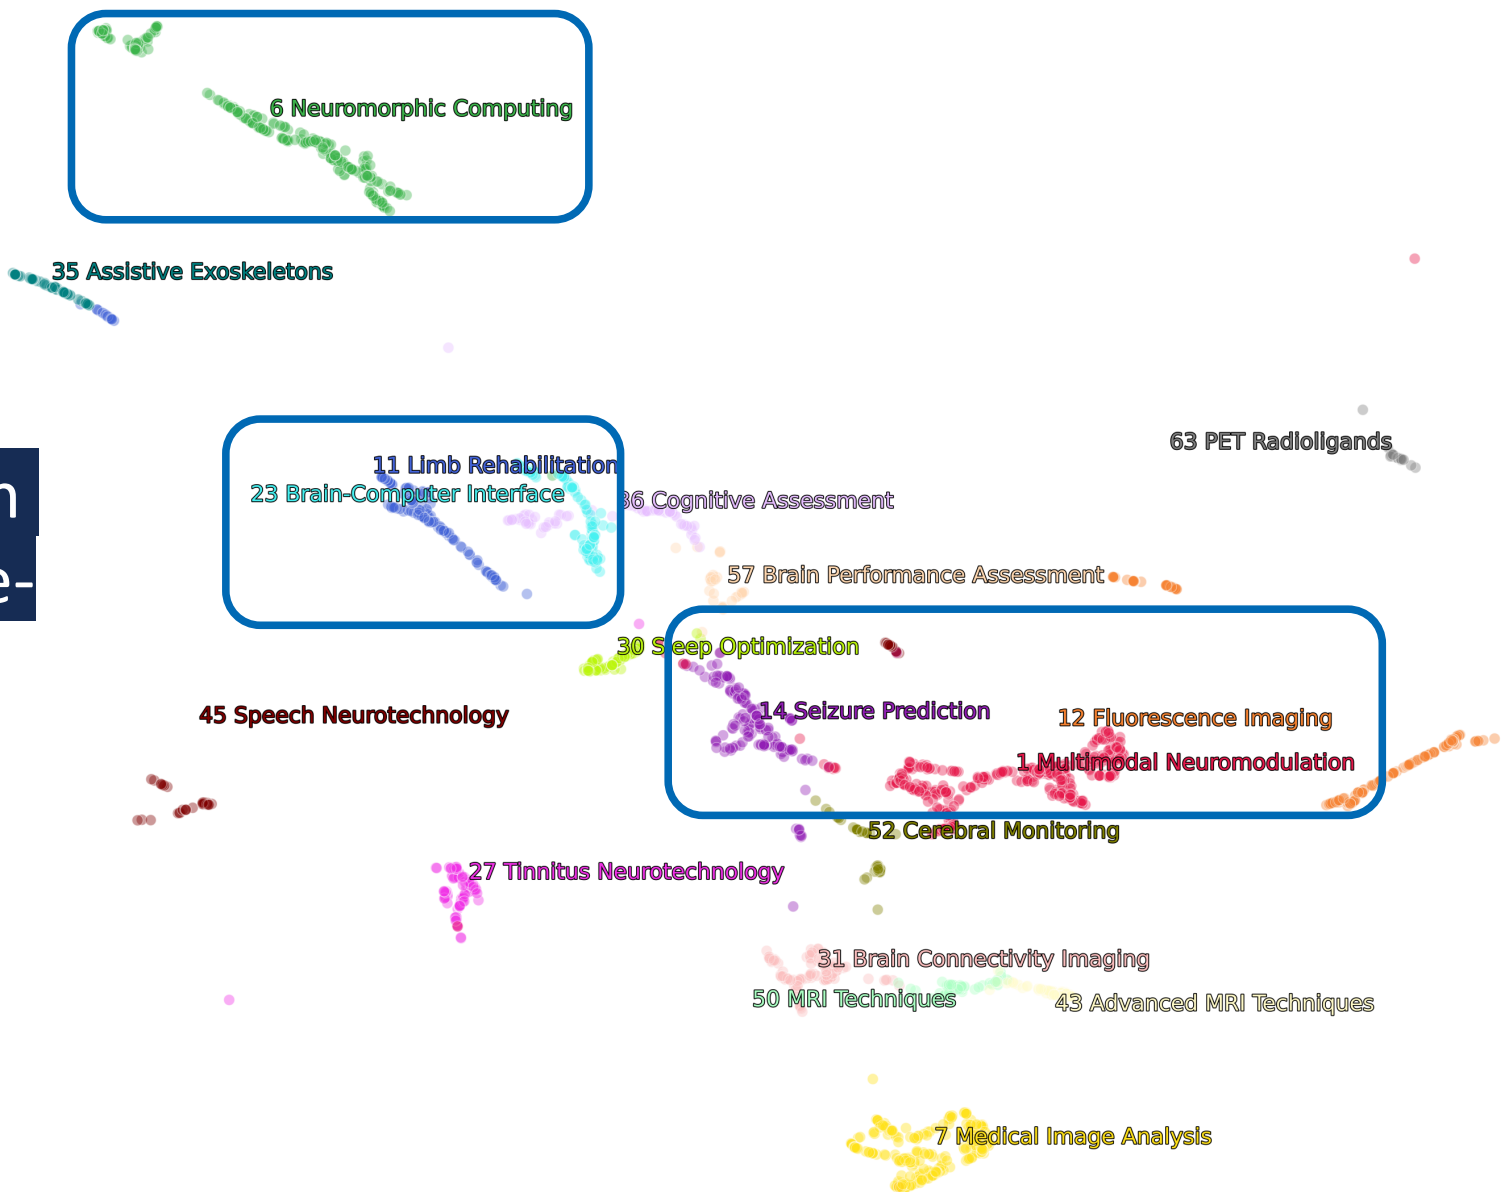 6 Neuromorphic Computing
35 Assistive Exoskeletons
63 PET Radioligands
11 Limb Rehabilitation
23 Brain-Computer Interface
36 Cognitive Assessment
n
e-
57 Brain Performance Assessment
30 Sleep Optimization
14 Seizure Prediction
45 Speech Neurotechnology
12 Fluorescence Imaging
1 Multimodal Neuromodulation
52 Cerebral Monitoring
27 Tinnitus Neurotechnology
31 Brain Connectivity Imaging
50 MRI Techniques
43 Advanced MRI Techniques
7 Medical Image Analysis